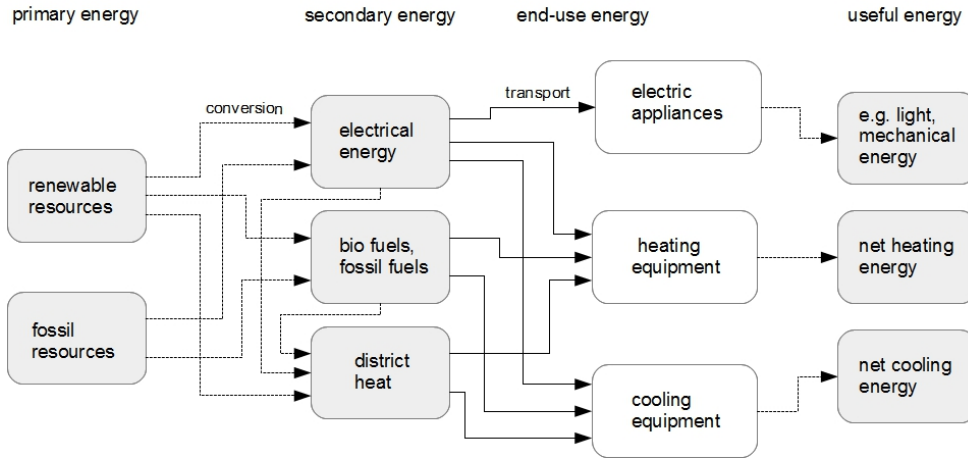 primary energy
secondary energy
end-use energy
useful energy
conversion
transport
renewable
resources
fossil
resources
electrical
energy
bio fuels,
fossil fuels
district
heat
electric
appliances
heating
equipment
cooling
equipment
e.g. light,
mechanical
energy
net heating
energy
net cooling
energy